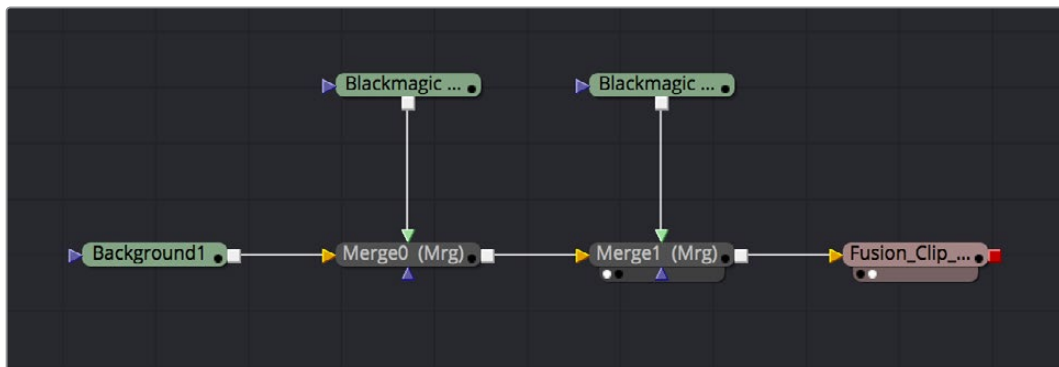 Blackmagic ... Blackmagic ...
Background1 Merge0 (Mrg) Merge1 (Mrg) Fusion_Clip_...